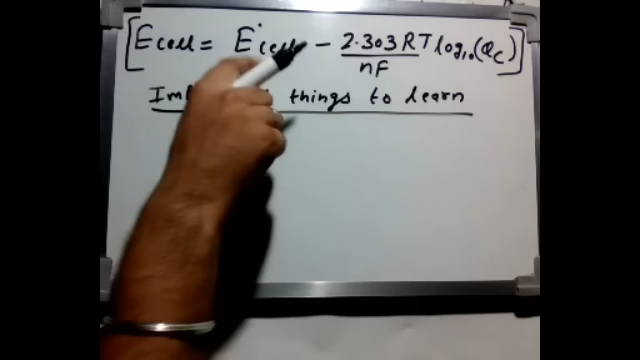 [Ecell = E°cell - 2.303 RT/nF log10(Qc)]
things to learn